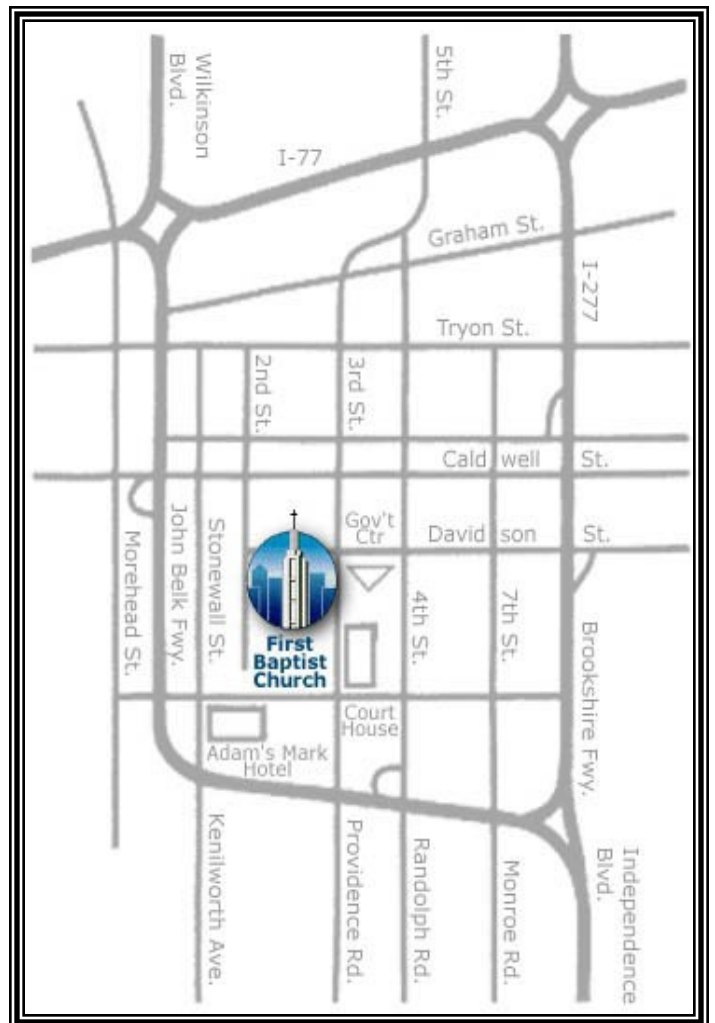 Wilkinson
Blvd.
5th St.
I-77
Graham St.
I-277
Tryon St.
2nd St.
3rd St.
Cald well St.
Gov't
Ctr
David son St.
Morehead St.
John Belk Fwy.
Stonewall St.
4th St.
7th St.
Brookshire Fwy.
First
Baptist
Church
Court
House
Adam's Mark
Hotel
Kenilworth Ave.
Providence Rd.
Randolph Rd.
Monroe Rd.
Independence
Blvd.